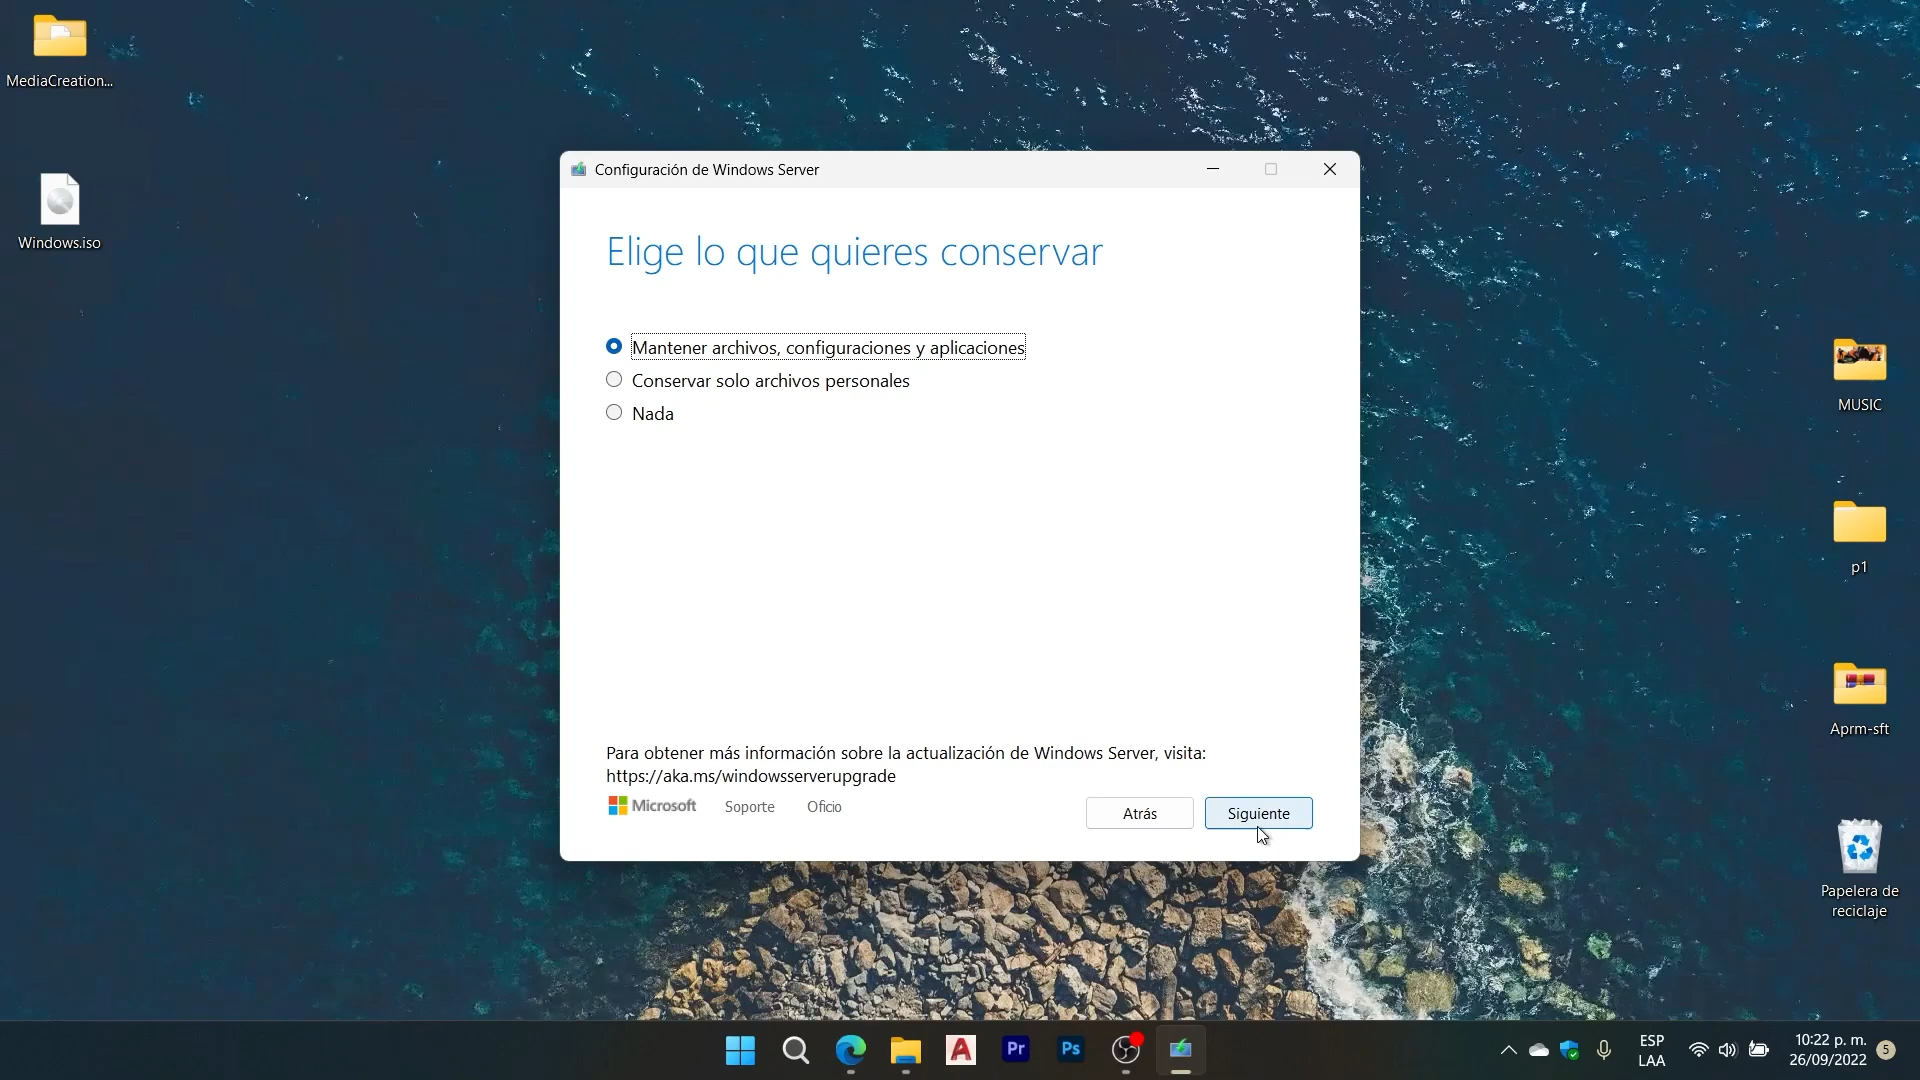 MediaCreation...
Windows.iso
Configuración de Windows Server
Elige lo que quieres conservar
Mantener archivos, configuraciones y aplicaciones
Conservar solo archivos personales
Nada
Para obtener más información sobre la actualización de Windows Server, visita:
https://aka.ms/windowsserverupgrade
Microsoft
Soporte
Oficio
Atrás
Siguiente
MUSIC
p1
Aprm-sft
Papelera de
reciclaje
A
Pr
Ps
ESP
LAA
10:22 p. m.
26/09/2022
5